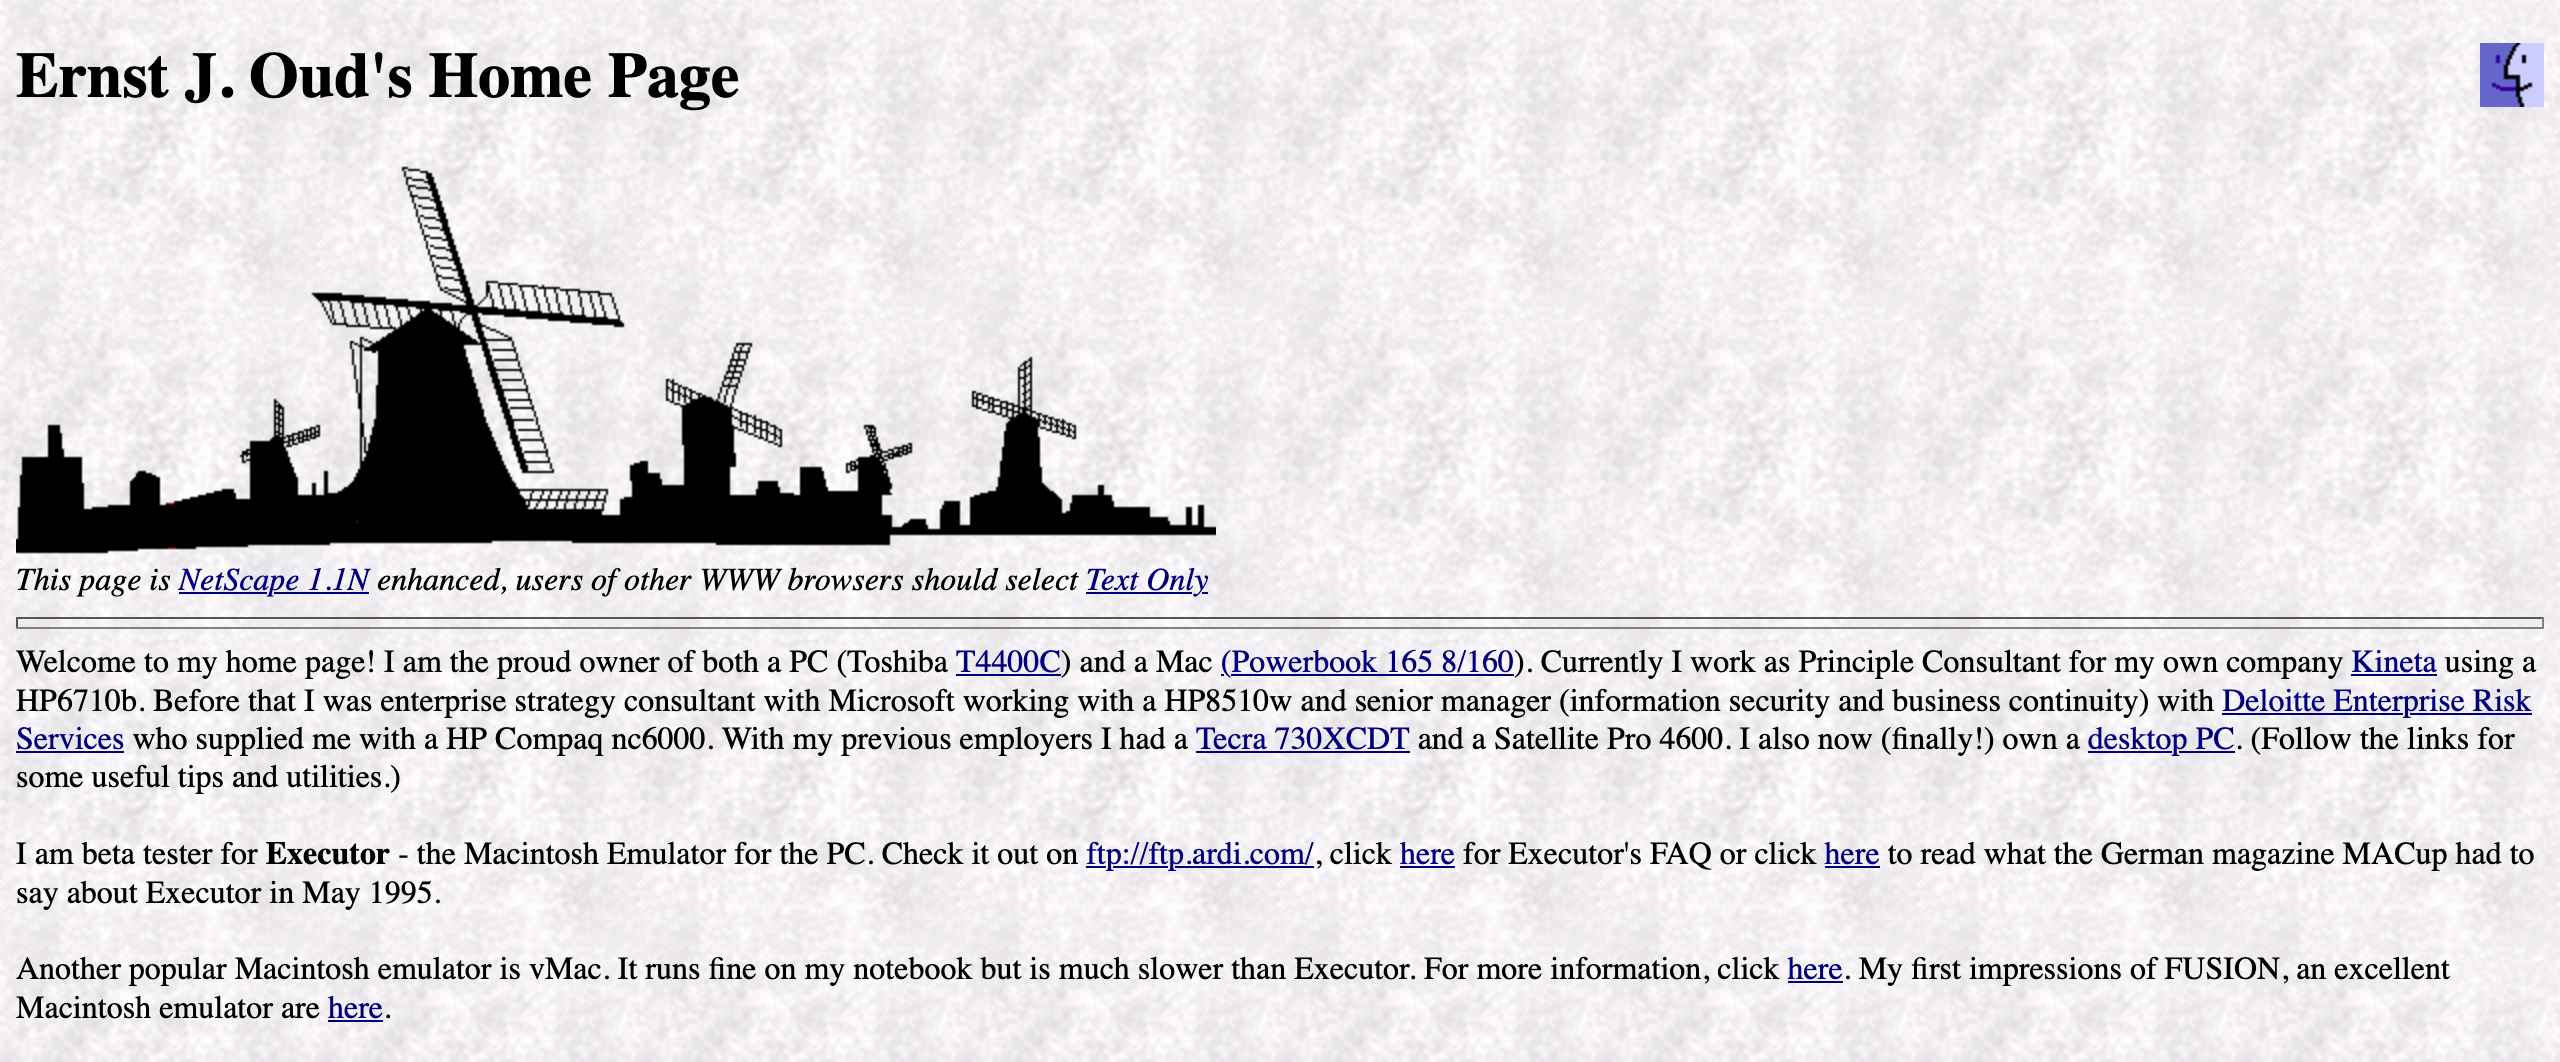 Ernst J. Oud's Home Page
This page is NetScape 1.1N enhanced, users of other WWW browsers should select Text Only
Welcome to my home page! I am the proud owner of both a PC (Toshiba T4400C) and a Mac (Powerbook 165 8/160). Currently I work as Principle Consultant for my own company Kineta using a
HP6710b. Before that I was enterprise strategy consultant with Microsoft working with a HP8510w and senior manager (information security and business continuity) with Deloitte Enterprise Risk
Services who supplied me with a HP Compaq nc6000. With my previous employers I had a Tecra 730XCDT and a Satellite Pro 4600. I also now (finally!) own a desktop PC. (Follow the links for
some useful tips and utilities.)
I am beta tester for Executor - the Macintosh Emulator for the PC. Check it out on ftp://ftp.ardi.com/, click here for Executor's FAQ or click here to read what the German magazine MACup had to
say about Executor in May 1995.
Another popular Macintosh emulator is vMac. It runs fine on my notebook but is much slower than Executor. For more information, click here. My first impressions of FUSION, an excellent
Macintosh emulator are here.